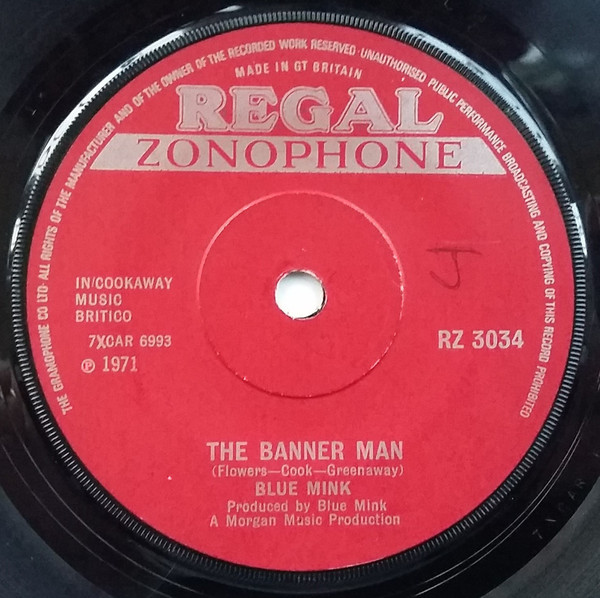 THE GRAMOPHONE CO LTD·ALL RIGHTS OF THE MANUFACTURER AND OF THE OWNER OF THE RECORDED WORK RESERVED·UNAUTHORISED PUBLIC PERFORMANCE BROADCASTING AND COPYING OF THIS RECORD PROHIBITED
MADE IN GT BRITAIN
REGAL
ZONOPHONE
J
IN/COOKAWAY
MUSIC
BRITICO
7XCAR 6993
℗ 1971
RZ 3034
THE BANNER MAN
(Flowers—Cook—Greenaway)
BLUE MINK
Produced by Blue Mink
A Morgan Music Production